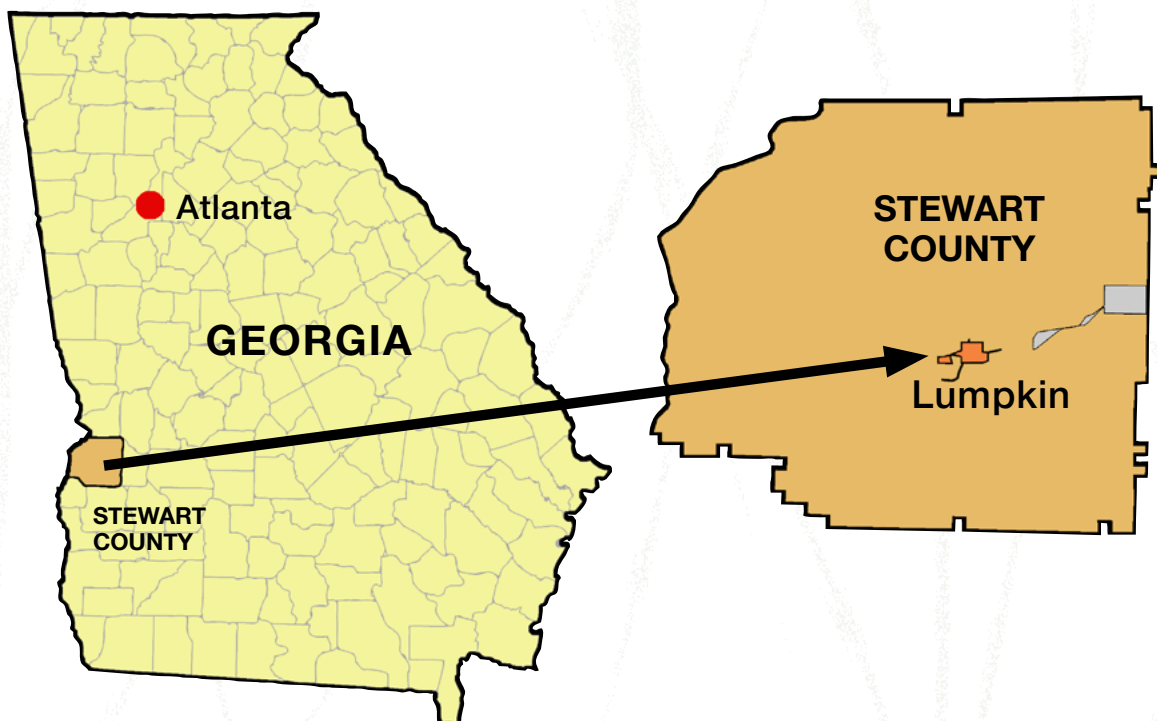 Atlanta
GEORGIA
STEWART
COUNTY
STEWART
COUNTY
Lumpkin